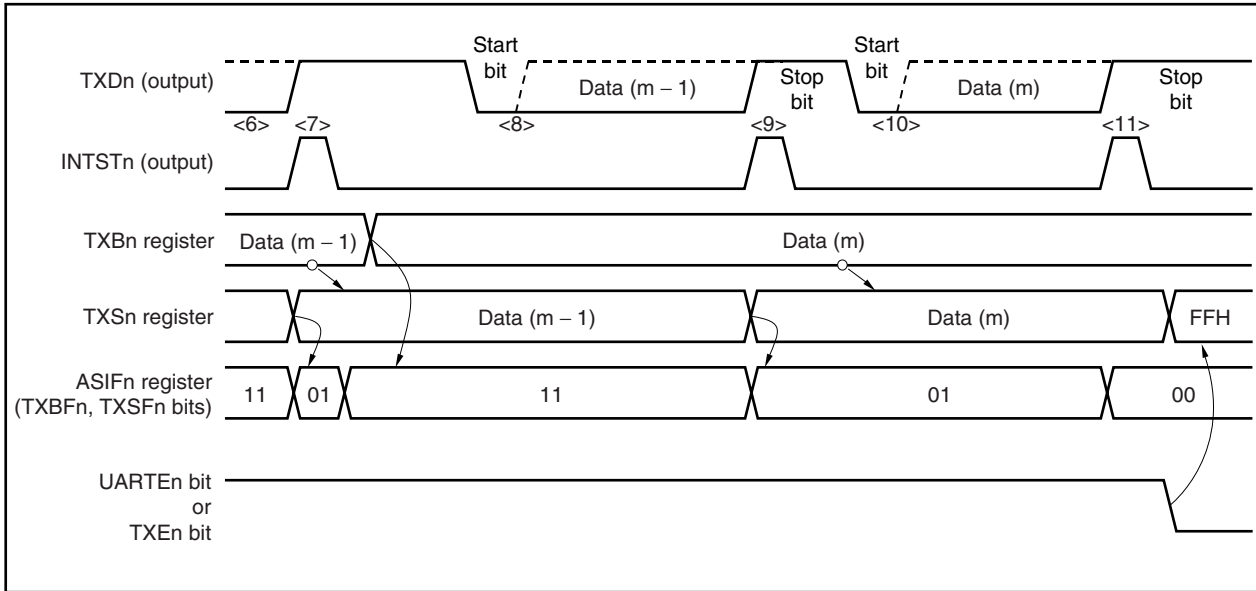 Start
bit
Start
bit
TXDn (output)
Data (m – 1)
Stop
bit
Data (m)
Stop
bit
<6> <7> <8> <9> <10> <11>
INTSTn (output)
TXBn register
Data (m – 1)
Data (m)
TXSn register
Data (m – 1)
Data (m)
FFH
ASIFn register
(TXBFn, TXSFn bits)
11 01 11 01 00
UARTEn bit
or
TXEn bit